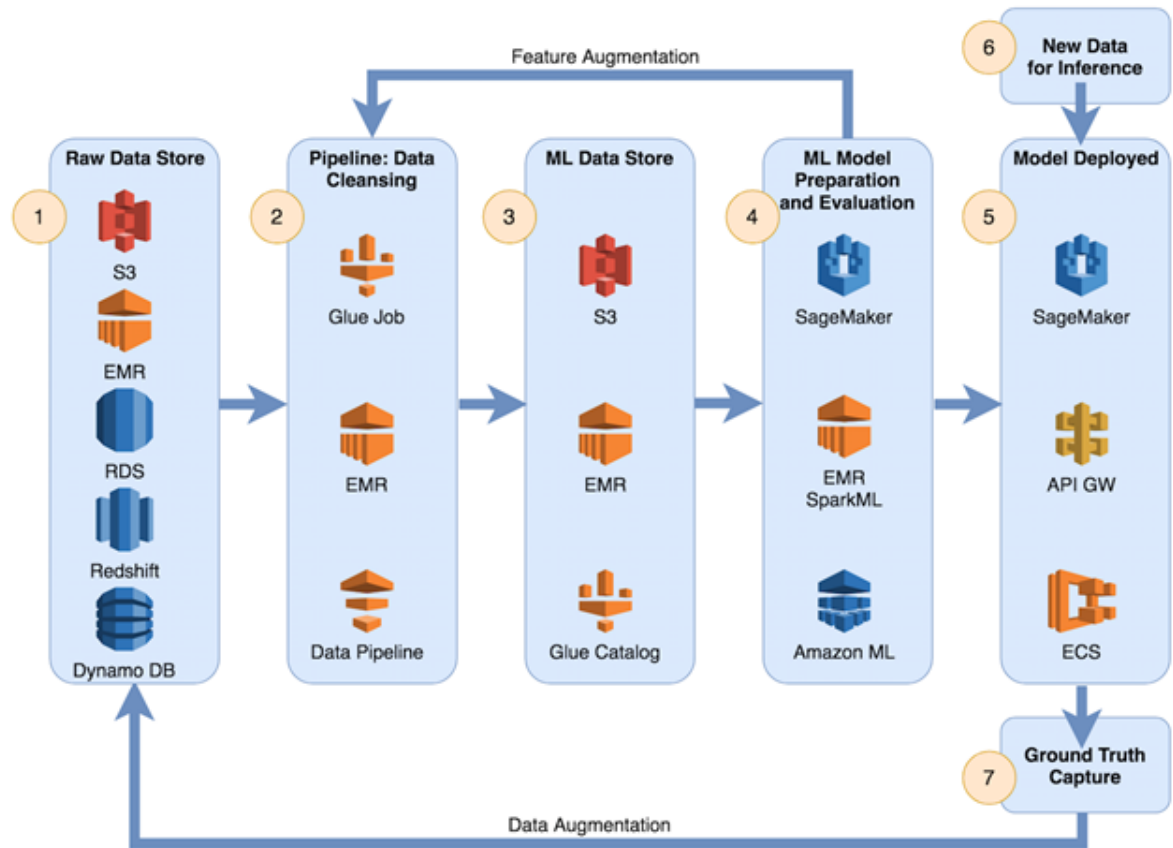 Feature Augmentation
6
New Data
for Inference
Raw Data Store
1
S3
EMR
RDS
Redshift
Dynamo DB
Pipeline: Data
Cleansing
2
Glue Job
EMR
Data Pipeline
ML Data Store
3
S3
EMR
Glue Catalog
ML Model
Preparation
and Evaluation
4
SageMaker
EMR
SparkML
Amazon ML
Model Deployed
5
SageMaker
API GW
ECS
7
Ground Truth
Capture
Data Augmentation